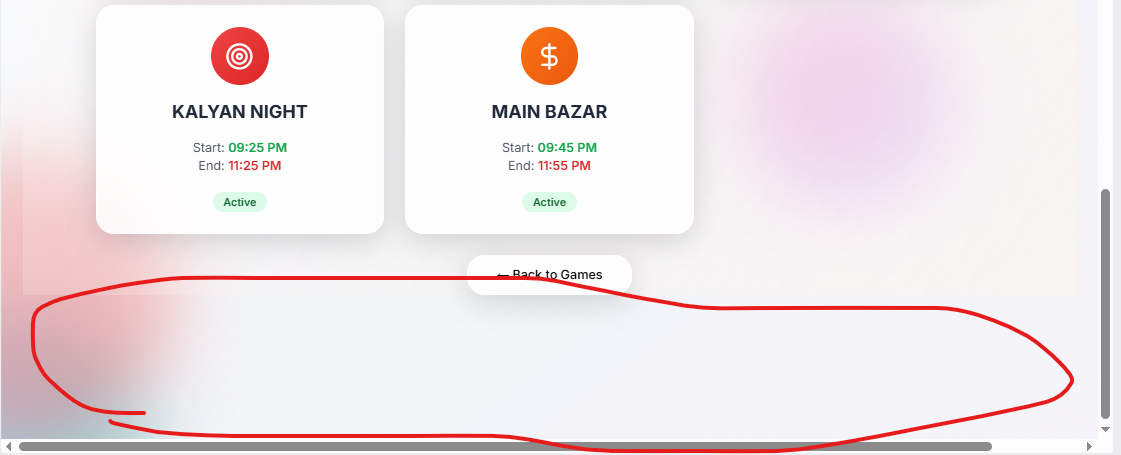 KALYAN NIGHT
Start: 09:25 PM
End: 11:25 PM
Active
$
MAIN BAZAR
Start: 09:45 PM
End: 11:55 PM
Active
← Back to Games